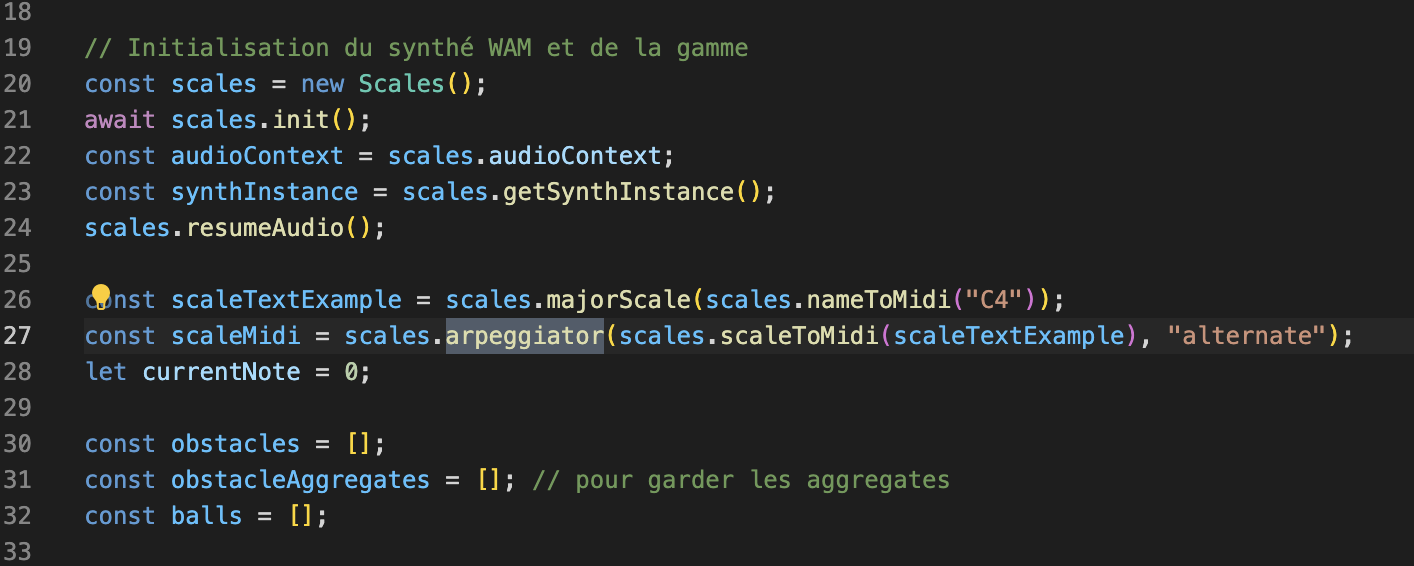 18
19 // Initialisation du synthé WAM et de la gamme
20 const scales = new Scales();
21 await scales.init();
22 const audioContext = scales.audioContext;
23 const synthInstance = scales.getSynthInstance();
24 scales.resumeAudio();
25
26 const scaleTextExample = scales.majorScale(scales.nameToMidi("C4"));
27 const scaleMidi = scales.arpeggiator(scales.scaleToMidi(scaleTextExample), "alternate");
28 let currentNote = 0;
29
30 const obstacles = [];
31 const obstacleAggregates = []; // pour garder les aggregates
32 const balls = [];
33